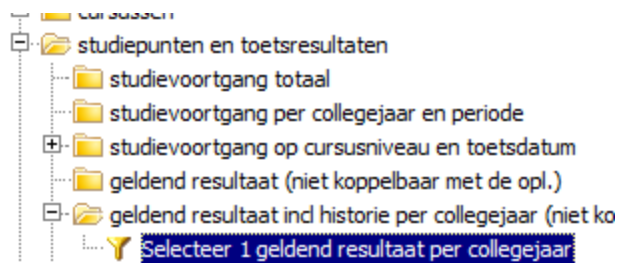 cursussen
studiepunten en toetsresultaten
studievoortgang totaal
studievoortgang per collegejaar en periode
studievoortgang op cursusniveau en toetsdatum
geldend resultaat (niet koppelbaar met de opl.)
geldend resultaat incl historie per collegejaar (niet ko
Selecteer 1 geldend resultaat per collegejaar